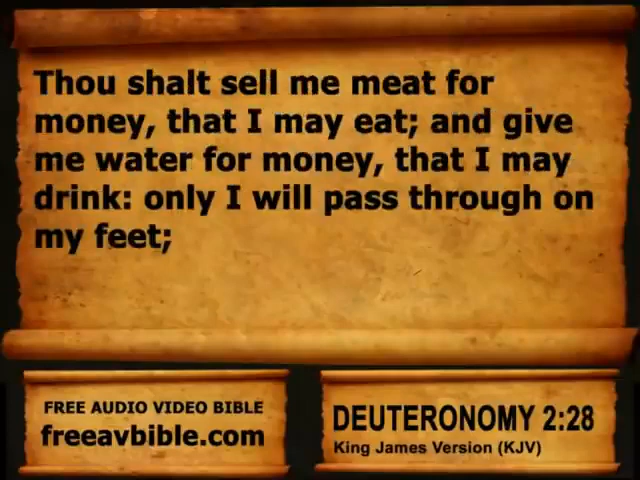 Thou shalt sell me meat for
money, that I may eat; and give
me water for money, that I may
drink: only I will pass through on
my feet;
FREE AUDIO VIDEO BIBLE
freeavbible.com
DEUTERONOMY 2:28
King James Version (KJV)